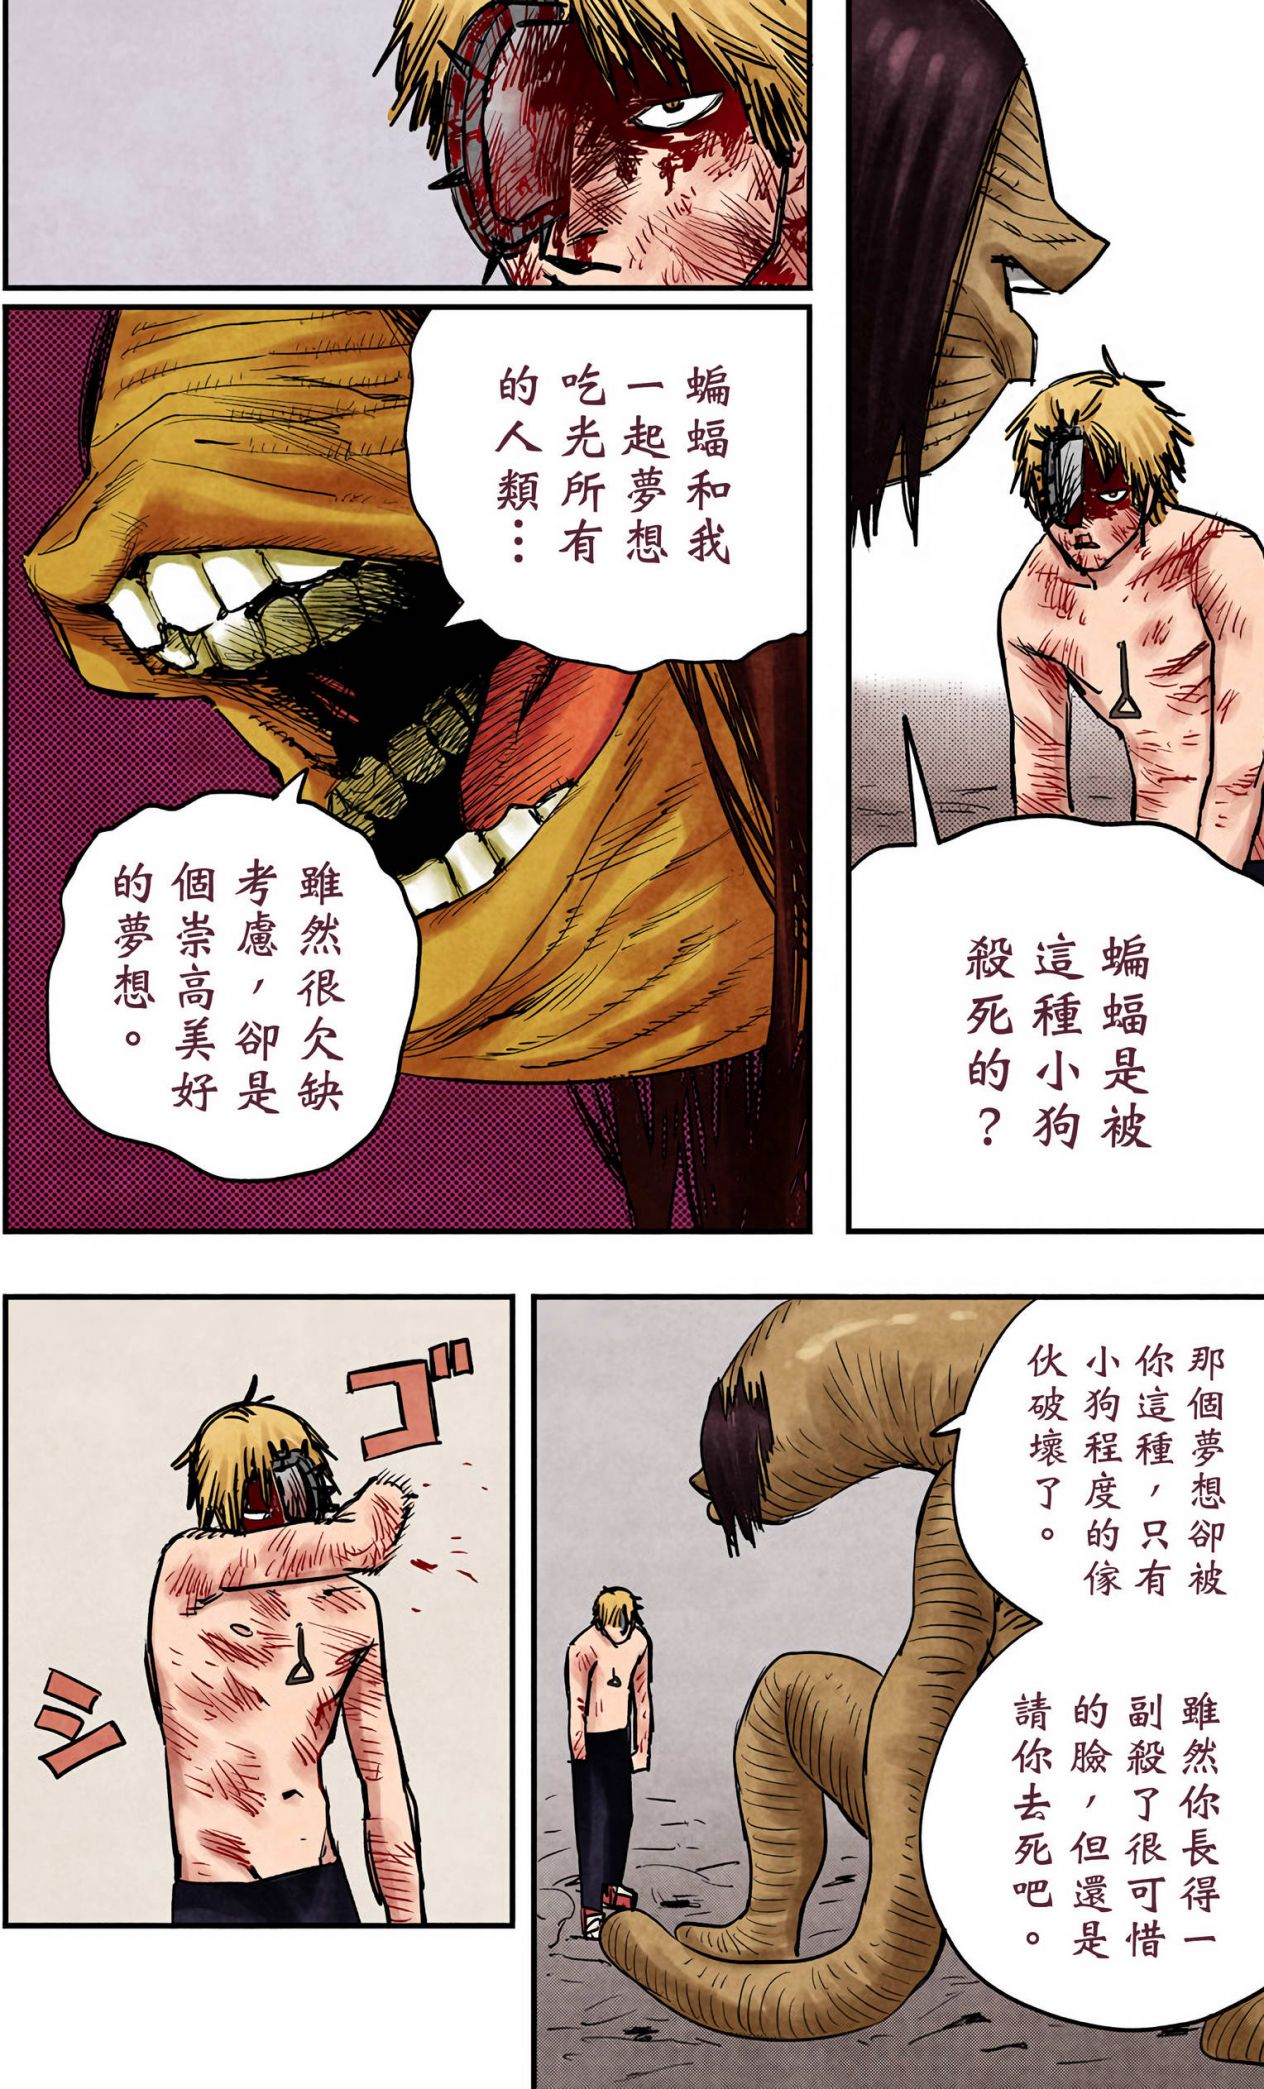 蝙蝠是被
這種小狗
殺死的？
蝙蝠和我
一起夢想
吃光所有
的人類…
雖然很欠缺
考慮，卻是
個崇高美好
的夢想。
那個夢想卻被
你這種，只有
小狗程度的傢
伙破壞了。
雖然你長得一
副殺了很可惜
的臉，但還是
請你去死吧。
ゴ
シ